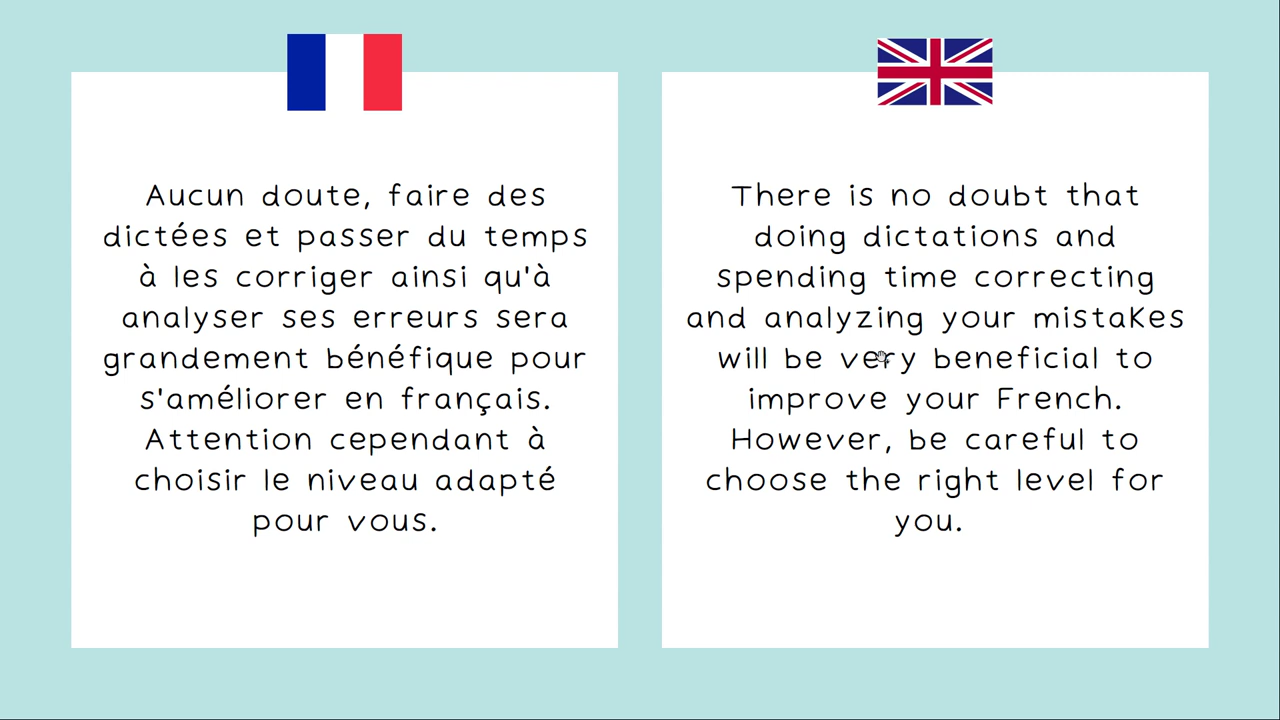 Aucun doute, faire des
dictées et passer du temps
à les corriger ainsi qu'à
analyser ses erreurs sera
grandement bénéfique pour
s'améliorer en français.
Attention cependant à
choisir le niveau adapté
pour vous.
There is no doubt that
doing dictations and
spending time correcting
and analyzing your mistakes
will be very beneficial to
improve your French.
However, be careful to
choose the right level for
you.